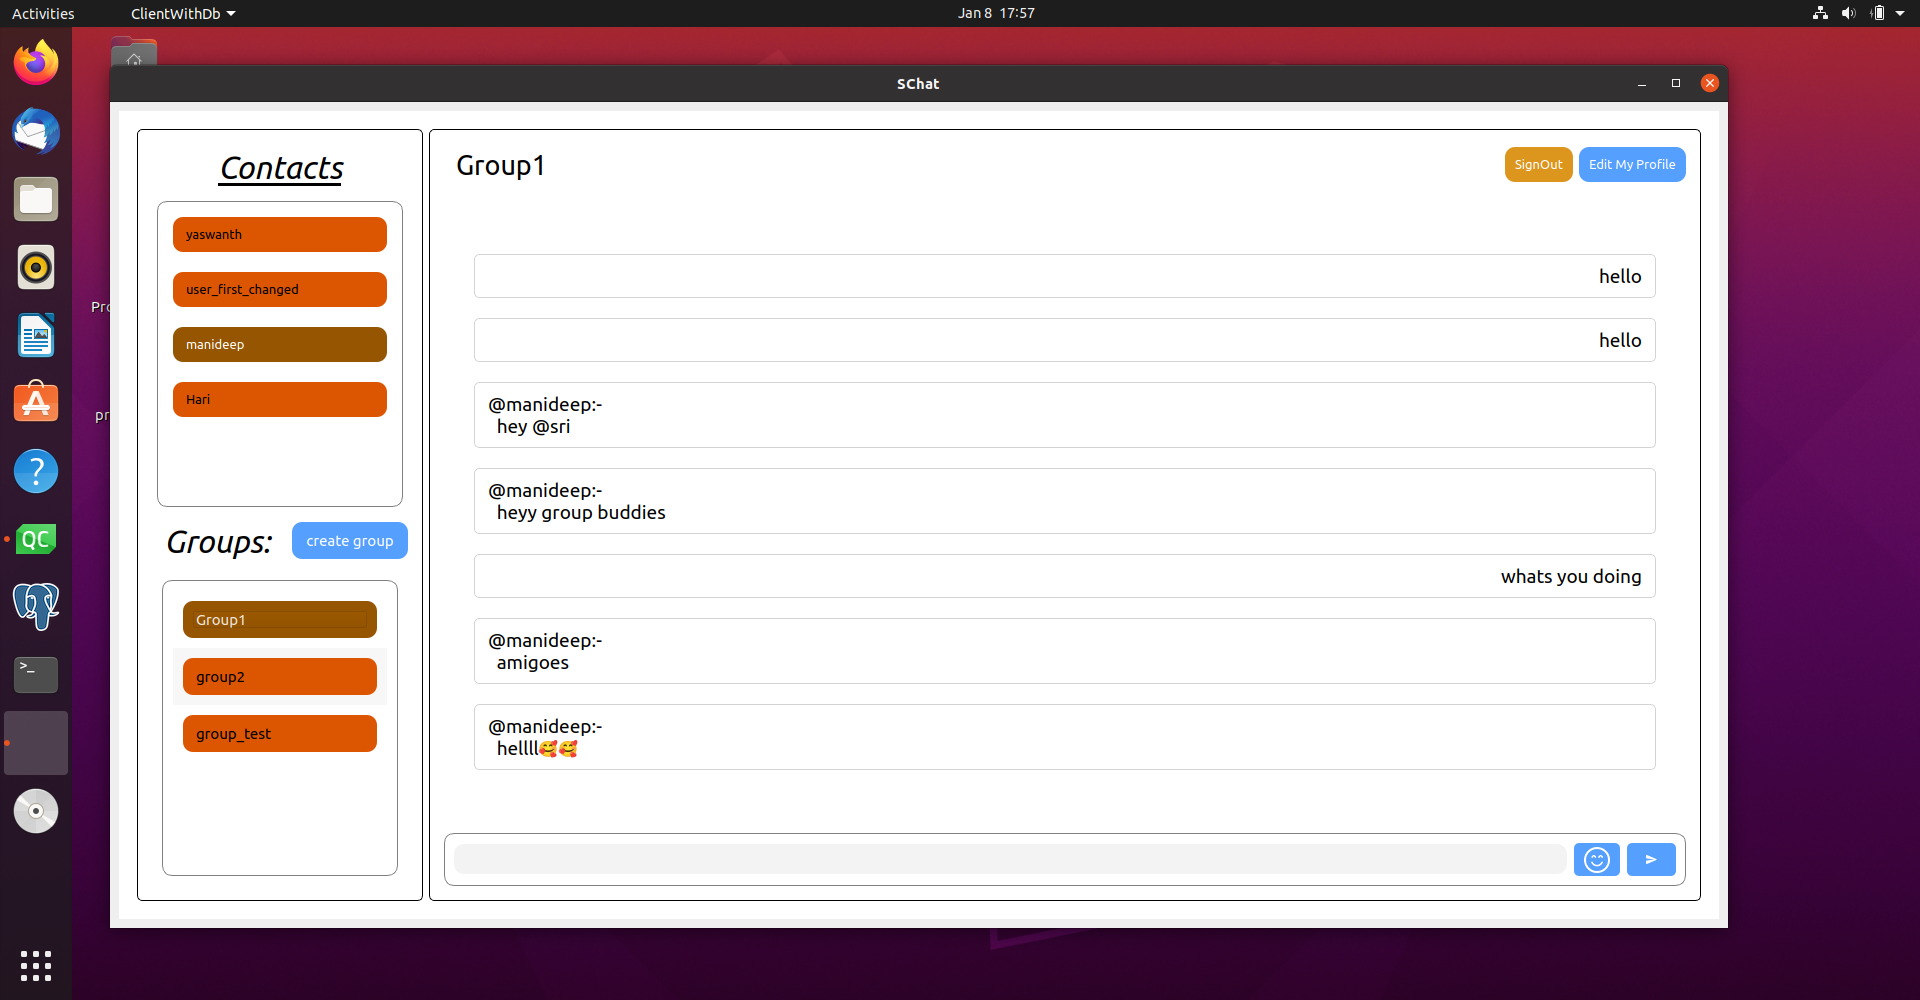 Activities
ClientWithDb
Jan 8 17:57
SChat
Contacts
yaswanth
user_first_changed
manideep
Hari
Groups:
create group
Group1
group2
group_test
Group1
SignOut
Edit My Profile
hello
hello
@manideep:-
hey @sri
@manideep:-
heyy group buddies
whats you doing
@manideep:-
amigoes
@manideep:-
hellll🥰🥰
QC
>_
?